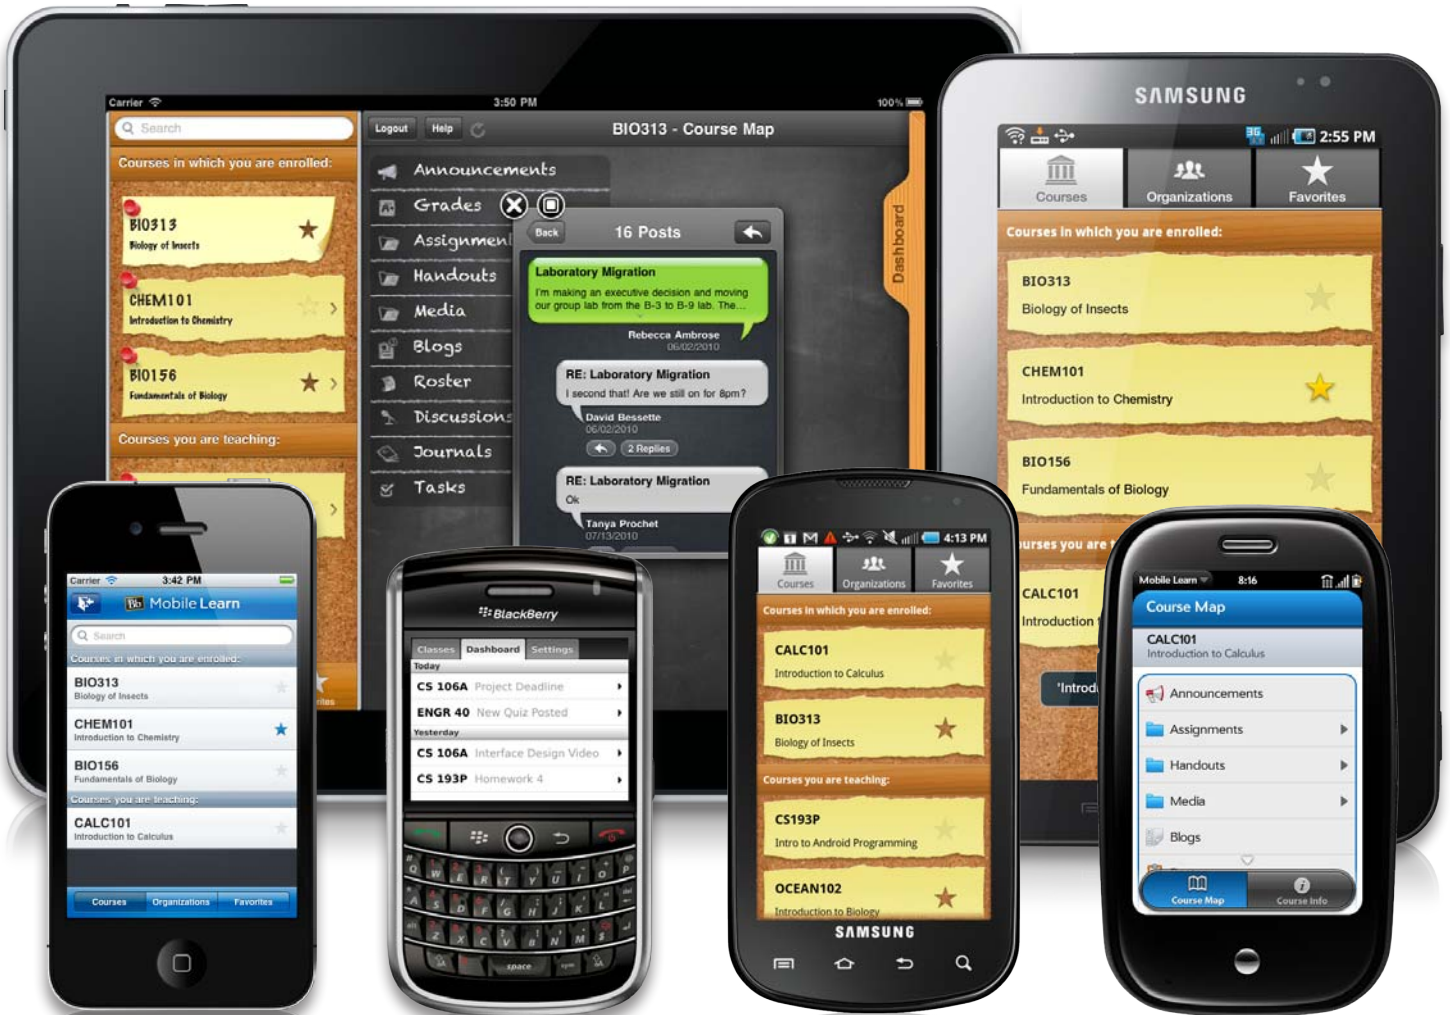 Carrier
3:50 PM
100%
Search
Courses in which you are enrolled:
BIO313
Biology of Insects
CHEM101
Introduction to Chemistry
BIO156
Fundamentals of Biology
Courses you are teaching:
Logout
Help
BIO313 - Course Map
Announcements
Grades
Assignmen
Handouts
Media
Blogs
Roster
Discussions
Journals
Tasks
Dashboard
Back
16 Posts
Laboratory Migration
I'm making an executive decision and moving
our group lab from the B-3 to B-9 lab. The...
Rebecca Ambrose
06/02/2010
RE: Laboratory Migration
I second that! Are we still on for 8pm?
David Bessette
06/02/2010
2 Replies
RE: Laboratory Migration
Ok
Tanya Prochet
07/13/2010
SAMSUNG
3G
2:55 PM
Courses
Organizations
Favorites
Courses in which you are enrolled:
BIO313
Biology of Insects
CHEM101
Introduction to Chemistry
BIO156
Fundamentals of Biology
urses you are t
CALC101
Introduction t
'Introd
Carrier
3:42 PM
Bb Mobile Learn
Search
Courses in which you are enrolled:
BIO313
Biology of Insects
CHEM101
Introduction to Chemistry
BIO156
Fundamentals of Biology
Courses you are teaching:
CALC101
Introduction to Calculus
Courses
Organizations
Favorites
BlackBerry
Classes
Dashboard
Settings
Today
CS 106A Project Deadline
ENGR 40 New Quiz Posted
Yesterday
CS 106A Interface Design Video
CS 193P Homework 4
Q W E R T Y U I O P
A S D F G H J K L
alt Z X C V B N M $
space
sym
4:13 PM
Courses
Organizations
Favorites
Courses in which you are enrolled:
CALC101
Introduction to Calculus
BIO313
Biology of Insects
Courses you are teaching:
CS193P
Intro to Android Programming
OCEAN102
Introduction to Biology
SAMSUNG
Mobile Learn
8:16
Course Map
CALC101
Introduction to Calculus
Announcements
Assignments
Handouts
Media
Blogs
Course Map
Course Info